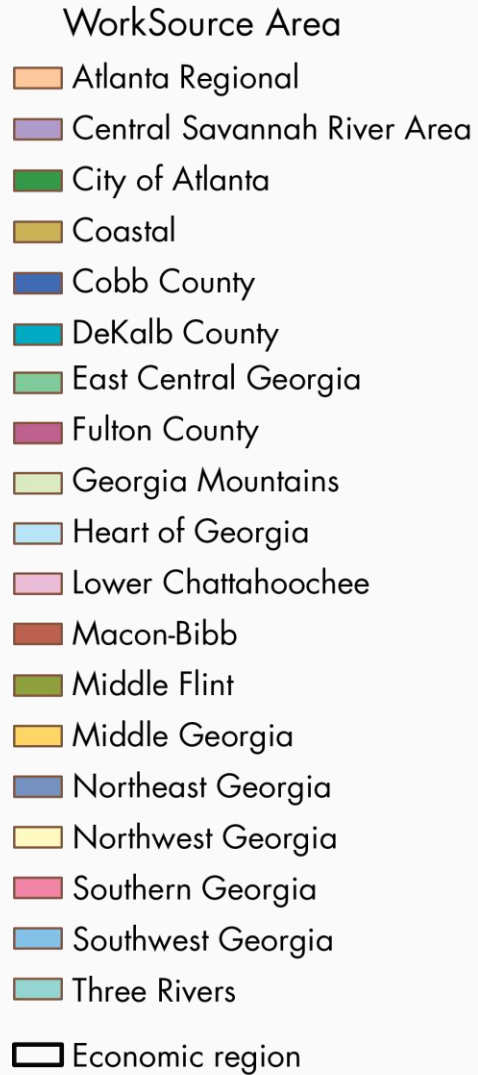 WorkSource Area
Atlanta Regional
Central Savannah River Area
City of Atlanta
Coastal
Cobb County
DeKalb County
East Central Georgia
Fulton County
Georgia Mountains
Heart of Georgia
Lower Chattahoochee
Macon-Bibb
Middle Flint
Middle Georgia
Northeast Georgia
Northwest Georgia
Southern Georgia
Southwest Georgia
Three Rivers
Economic region